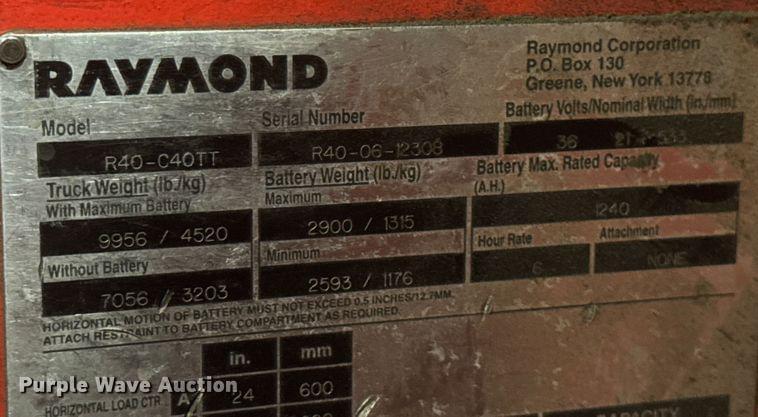 RAYMOND
Raymond Corporation
P.O. Box 130
Greene, New York 13778
Model
Serial Number
Battery Volts/Nominal Width (in./mm)
R40-C40TT
R40-06-12308
36
Truck Weight (lb./kg)
Battery Weight (lb./kg)
Battery Max. Rated Capacity
(A.H.)
With Maximum Battery
Maximum
9956 / 4520
2900 / 1315
1240
Without Battery
Minimum
Hour Rate
Attachment
7056 / 3203
2593 / 1176
6
NONE
HORIZONTAL MOTION OF BATTERY MUST NOT EXCEED 0.5 INCHES/12.7MM.
ATTACH RESTRAINT TO BATTERY COMPARTMENT AS REQUIRED.
in.
mm
HORIZONTAL LOAD CTR.
A
24
600
CAPACITY
Purple Wave Auction